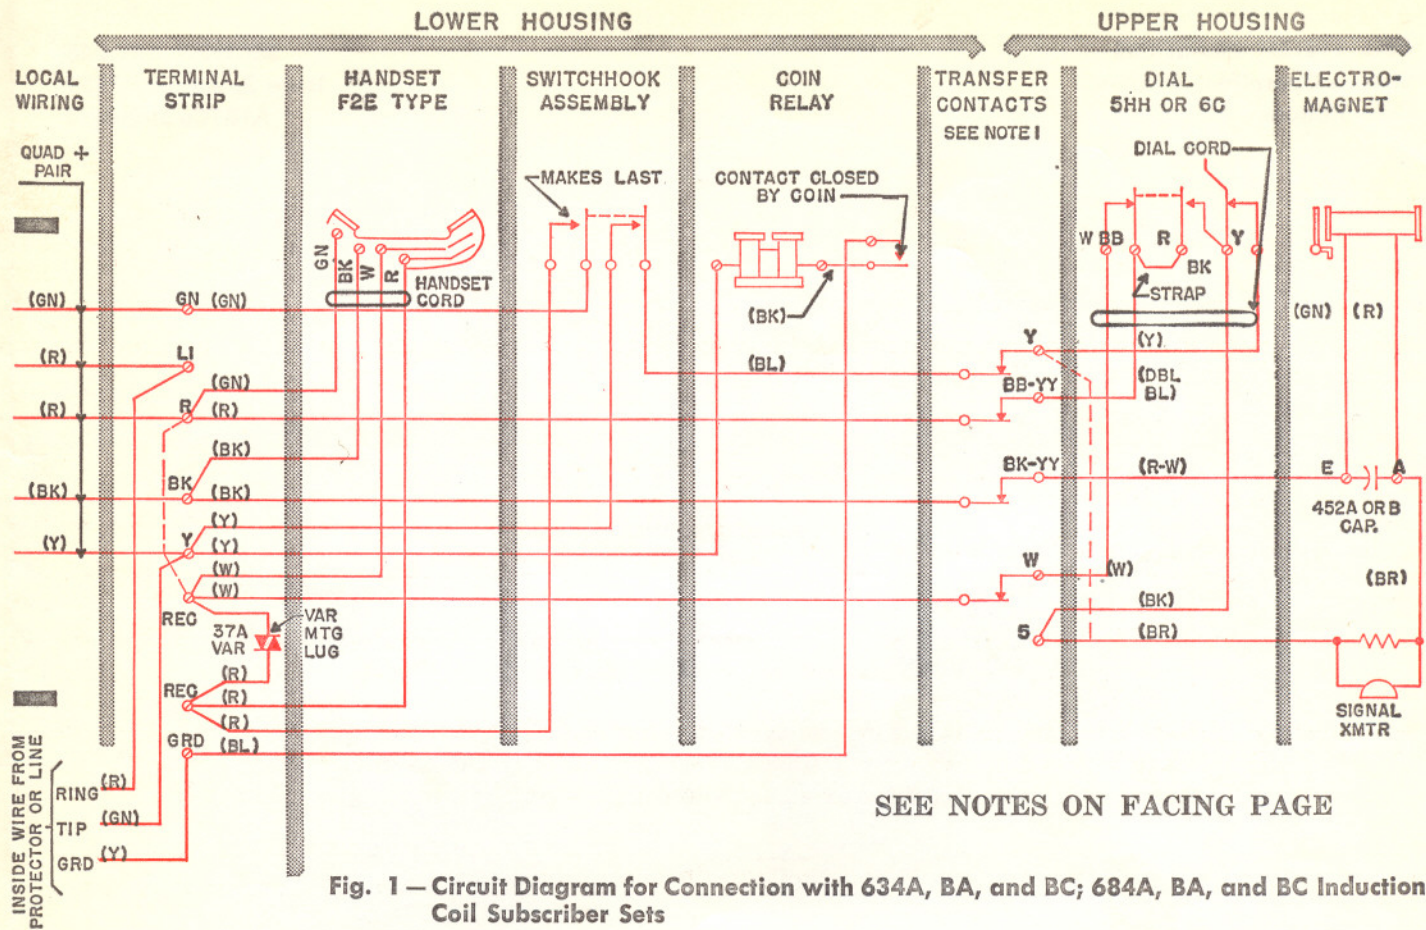 LOWER HOUSING
UPPER HOUSING
LOCAL WIRING
TERMINAL STRIP
HANDSET F2E TYPE
SWITCHHOOK ASSEMBLY
COIN RELAY
TRANSFER CONTACTS
SEE NOTE 1
DIAL 5HH OR 6C
ELECTRO-MAGNET
QUAD + PAIR
MAKES LAST
CONTACT CLOSED BY COIN
DIAL CORD
GN
BK
W
R
HANDSET CORD
W BB
R
BK
Y
STRAP
(BK)
(GN)
GN
(GN)
(GN)
(R)
(R)
LI
Y
(Y)
(BL)
(GN)
BB-YY
(DBL BL)
(R)
R
(R)
(BK)
BK-YY
(R-W)
E
A
(BK)
BK
(BK)
452A OR B CAP.
(Y)
(Y)
Y
(Y)
(W)
W
(W)
(BR)
(W)
REC
(BK)
37A VAR
VAR MTG LUG
5
(BR)
(R)
REC
(R)
(R)
SIGNAL XMTR
GRD
(BL)
INSIDE WIRE FROM PROTECTOR OR LINE
RING
(R)
TIP
(GN)
GRD
(Y)
SEE NOTES ON FACING PAGE
Fig. 1 — Circuit Diagram for Connection with 634A, BA, and BC; 684A, BA, and BC Induction
Coil Subscriber Sets